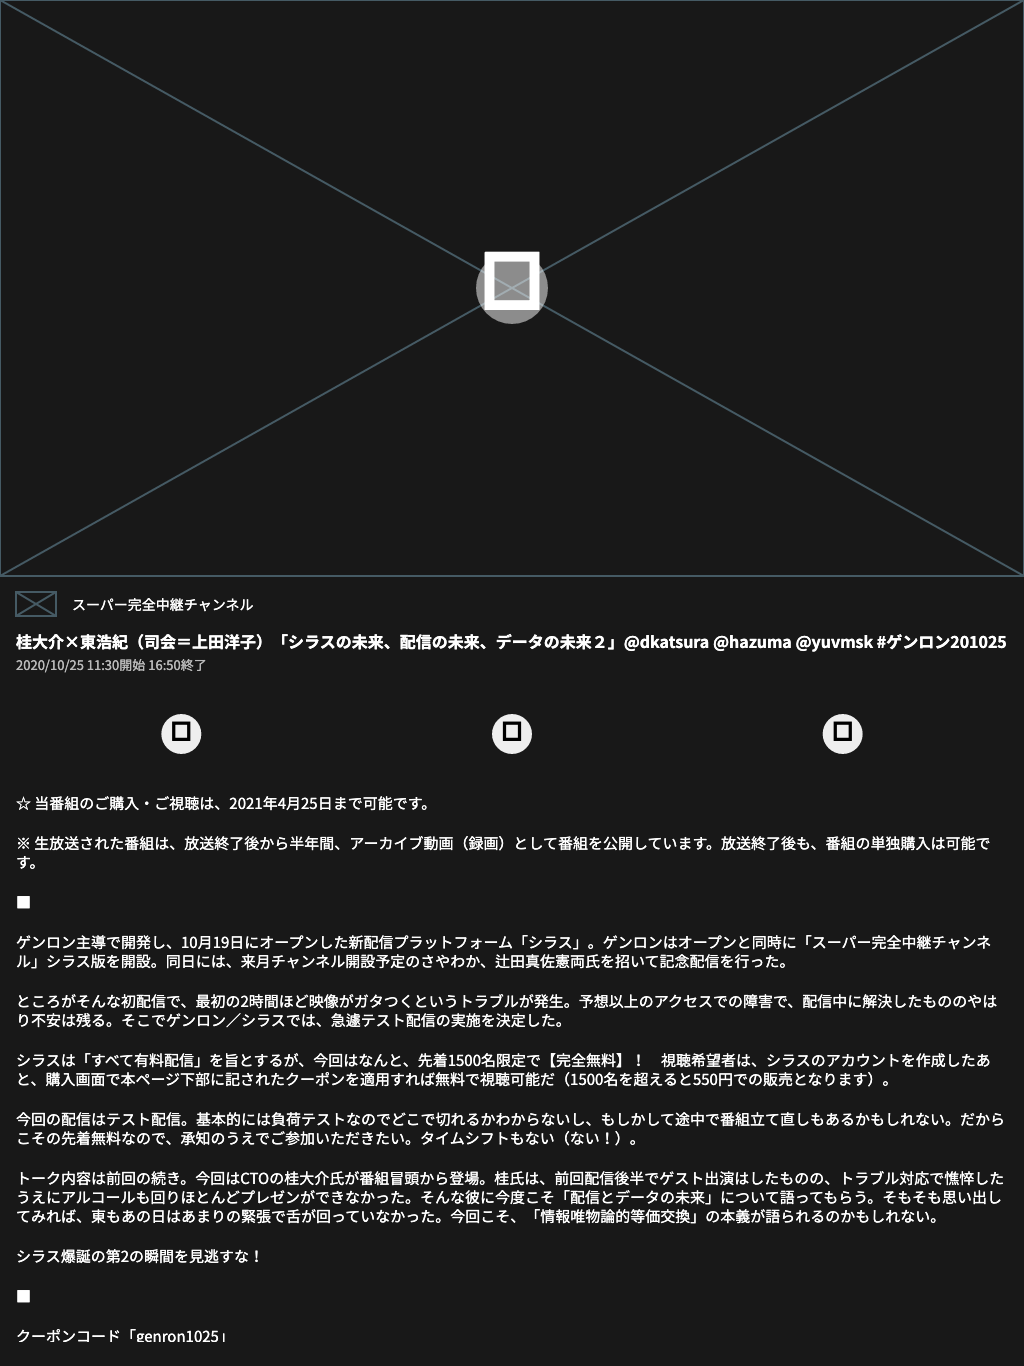 スーパー完全中継チャンネル
桂大介×東浩紀（司会＝上田洋子）「シラスの未来、配信の未来、データの未来２」@dkatsura @hazuma @yuvmsk #ゲンロン201025
2020/10/25 11:30開始 16:50終了
☆ 当番組のご購入・ご視聴は、2021年4月25日まで可能です。
※ 生放送された番組は、放送終了後から半年間、アーカイブ動画（録画）として番組を公開しています。放送終了後も、番組の単独購入は可能で
す。
■
ゲンロン主導で開発し、10月19日にオープンした新配信プラットフォーム「シラス」。ゲンロンはオープンと同時に「スーパー完全中継チャンネ
ル」シラス版を開設。同日には、来月チャンネル開設予定のさやわか、辻田真佐憲両氏を招いて記念配信を行った。
ところがそんな初配信で、最初の2時間ほど映像がガタつくというトラブルが発生。予想以上のアクセスでの障害で、配信中に解決したもののやは
り不安は残る。そこでゲンロン／シラスでは、急遽テスト配信の実施を決定した。
シラスは「すべて有料配信」を旨とするが、今回はなんと、先着1500名限定で【完全無料】！　視聴希望者は、シラスのアカウントを作成したあ
と、購入画面で本ページ下部に記されたクーポンを適用すれば無料で視聴可能だ（1500名を超えると550円での販売となります）。
今回の配信はテスト配信。基本的には負荷テストなのでどこで切れるかわからないし、もしかして途中で番組立て直しもあるかもしれない。だから
こその先着無料なので、承知のうえでご参加いただきたい。タイムシフトもない（ない！）。
トーク内容は前回の続き。今回はCTOの桂大介氏が番組冒頭から登場。桂氏は、前回配信後半でゲスト出演はしたものの、トラブル対応で憔悴した
うえにアルコールも回りほとんどプレゼンができなかった。そんな彼に今度こそ「配信とデータの未来」について語ってもらう。そもそも思い出し
てみれば、東もあの日はあまりの緊張で舌が回っていなかった。今回こそ、「情報唯物論的等価交換」の本義が語られるのかもしれない。
シラス爆誕の第2の瞬間を見逃すな！
■
クーポンコード「genron1025」